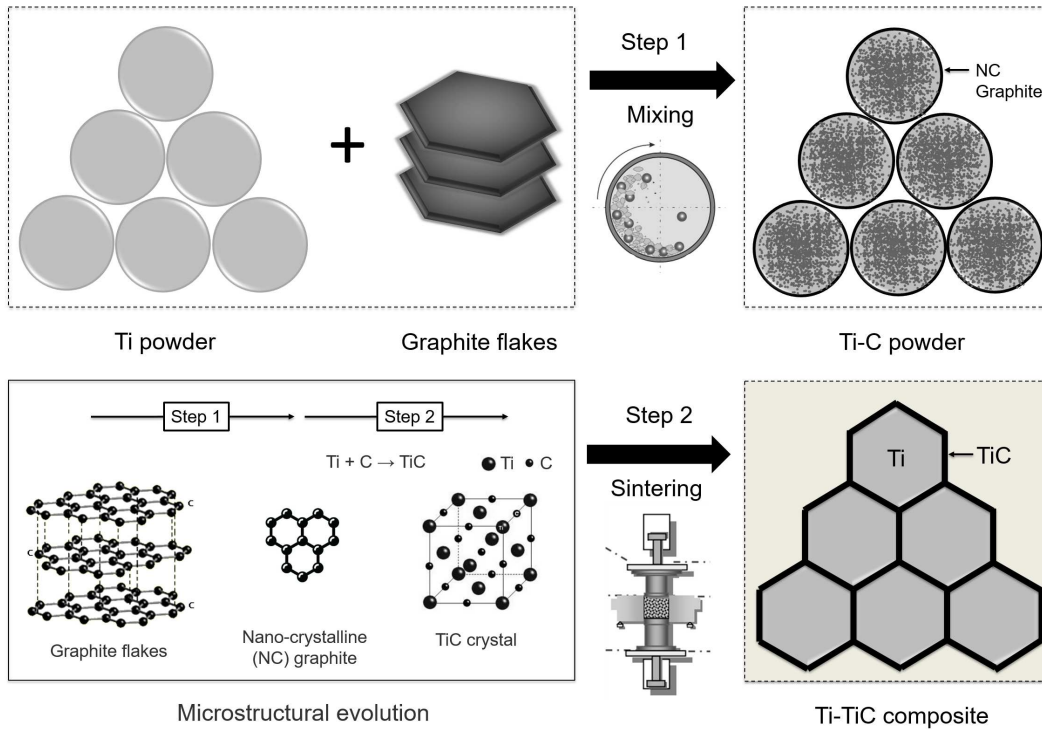 Step 1
Mixing
NC
Graphite
Ti powder
Graphite flakes
Ti-C powder
Step 1
Step 2
Ti + C → TiC
Ti
C
C
C
C
Ti
C
Graphite flakes
Nano-crystalline
(NC) graphite
TiC crystal
Microstructural evolution
Step 2
Sintering
Ti
TiC
Ti-TiC composite